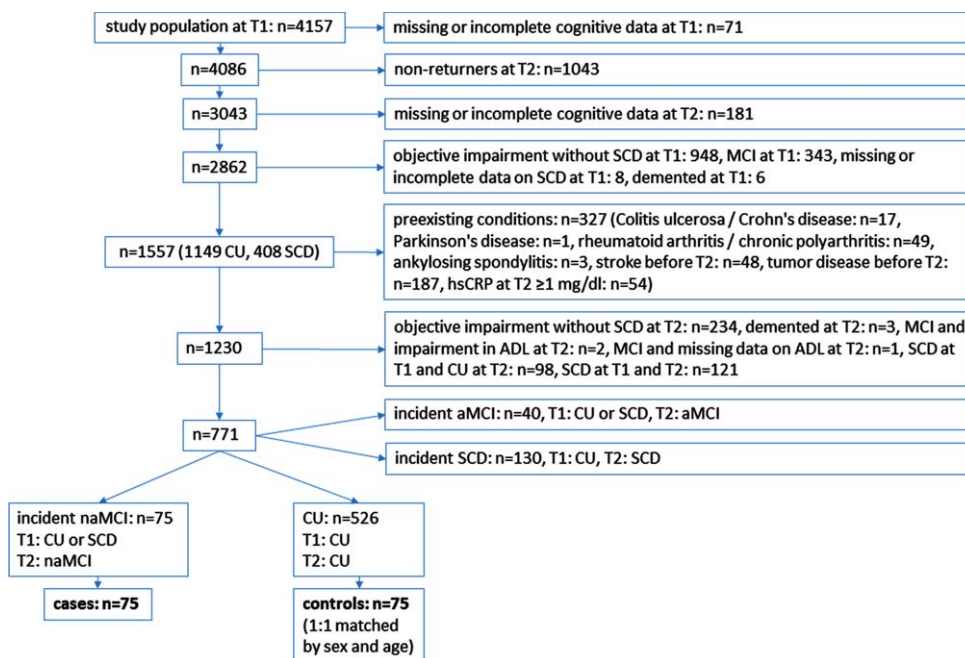 study population at T1: n=4157
missing or incomplete cognitive data at T1: n=71
n=4086
non-returners at T2: n=1043
n=3043
missing or incomplete cognitive data at T2: n=181
n=2862
objective impairment without SCD at T1: 948, MCI at T1: 343, missing or
incomplete data on SCD at T1: 8, demented at T1: 6
n=1557 (1149 CU, 408 SCD)
preexisting conditions: n=327 (Colitis ulcerosa / Crohn's disease: n=17,
Parkinson's disease: n=1, rheumatoid arthritis / chronic polyarthritis: n=49,
ankylosing spondylitis: n=3, stroke before T2: n=48, tumor disease before T2:
n=187, hsCRP at T2 ≥1 mg/dl: n=54)
n=1230
objective impairment without SCD at T2: n=234, demented at T2: n=3, MCI and
impairment in ADL at T2: n=2, MCI and missing data on ADL at T2: n=1, SCD at
T1 and CU at T2: n=98, SCD at T1 and T2: n=121
n=771
incident aMCI: n=40, T1: CU or SCD, T2: aMCI
incident SCD: n=130, T1: CU, T2: SCD
incident naMCI: n=75
T1: CU or SCD
T2: naMCI
CU: n=526
T1: CU
T2: CU
cases: n=75
controls: n=75
(1:1 matched
by sex and age)